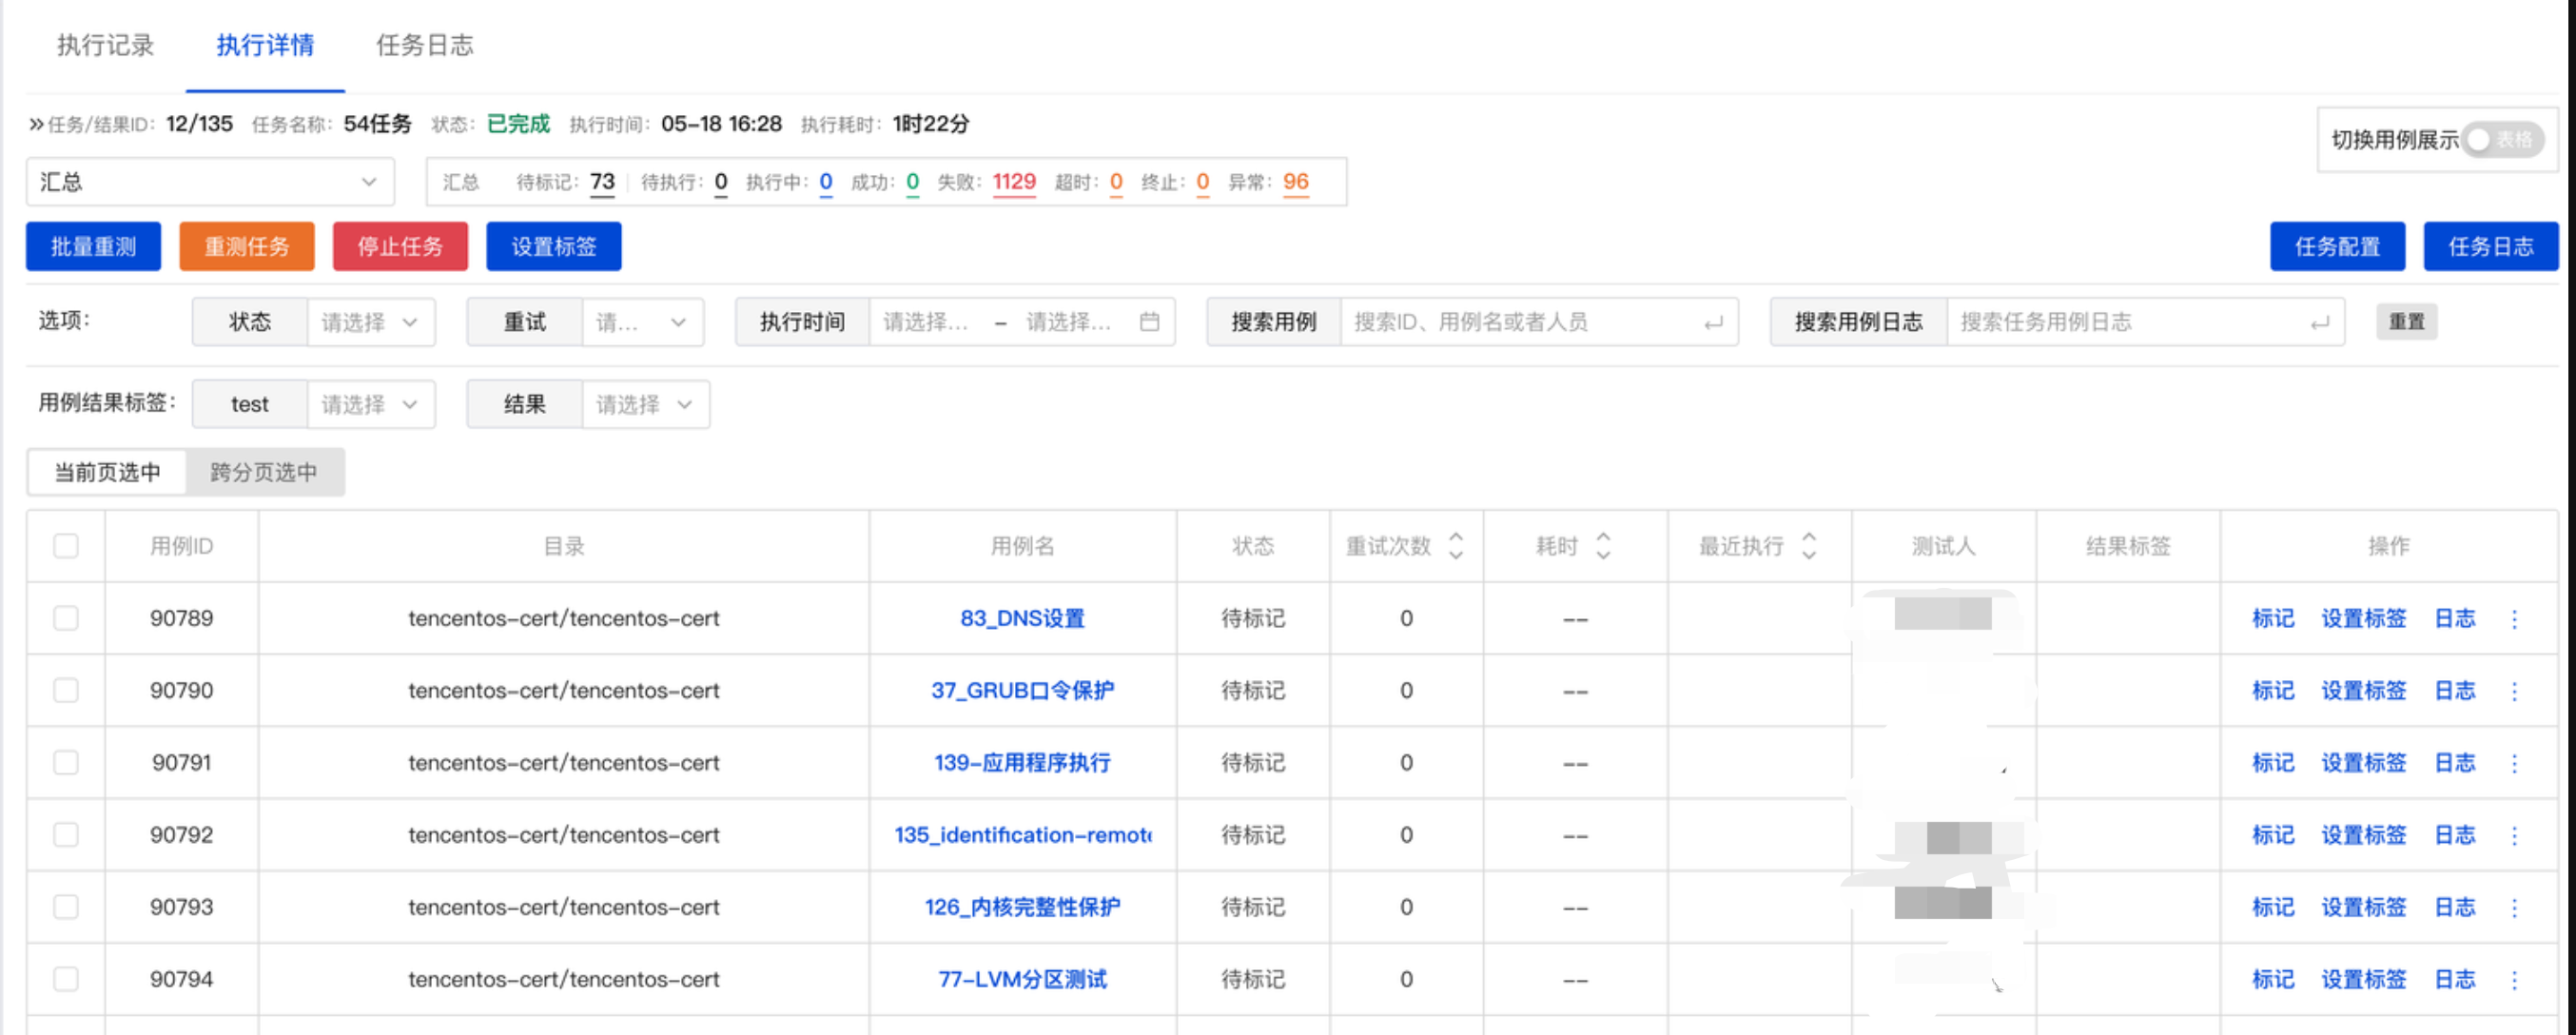 执行记录 执行详情 任务日志
任务/结果ID: 12/135 任务名称: 54任务 状态: 已完成 执行时间: 05-18 16:28 执行耗时: 1时22分
切换用例展示 表格
汇总 汇总 待标记: 73 待执行: 0 执行中: 0 成功: 0 失败: 1129 超时: 0 终止: 0 异常: 96
批量重测 重测任务 停止任务 设置标签 任务配置 任务日志
选项: 状态 请选择 重试 请... 执行时间 请选择... – 请选择... 搜索用例 搜索ID、用例名或者人员 搜索用例日志 搜索任务用例日志 重置
用例结果标签: test 请选择 结果 请选择
当前页选中 跨分页选中
用例ID 目录 用例名 状态 重试次数 耗时 最近执行 测试人 结果标签 操作
90789 tencentos-cert/tencentos-cert 83_DNS设置 待标记 0 -- 标记 设置标签 日志
90790 tencentos-cert/tencentos-cert 37_GRUB口令保护 待标记 0 -- 标记 设置标签 日志
90791 tencentos-cert/tencentos-cert 139-应用程序执行 待标记 0 -- 标记 设置标签 日志
90792 tencentos-cert/tencentos-cert 135_identification-remote 待标记 0 -- 标记 设置标签 日志
90793 tencentos-cert/tencentos-cert 126_内核完整性保护 待标记 0 -- 标记 设置标签 日志
90794 tencentos-cert/tencentos-cert 77-LVM分区测试 待标记 0 -- 标记 设置标签 日志